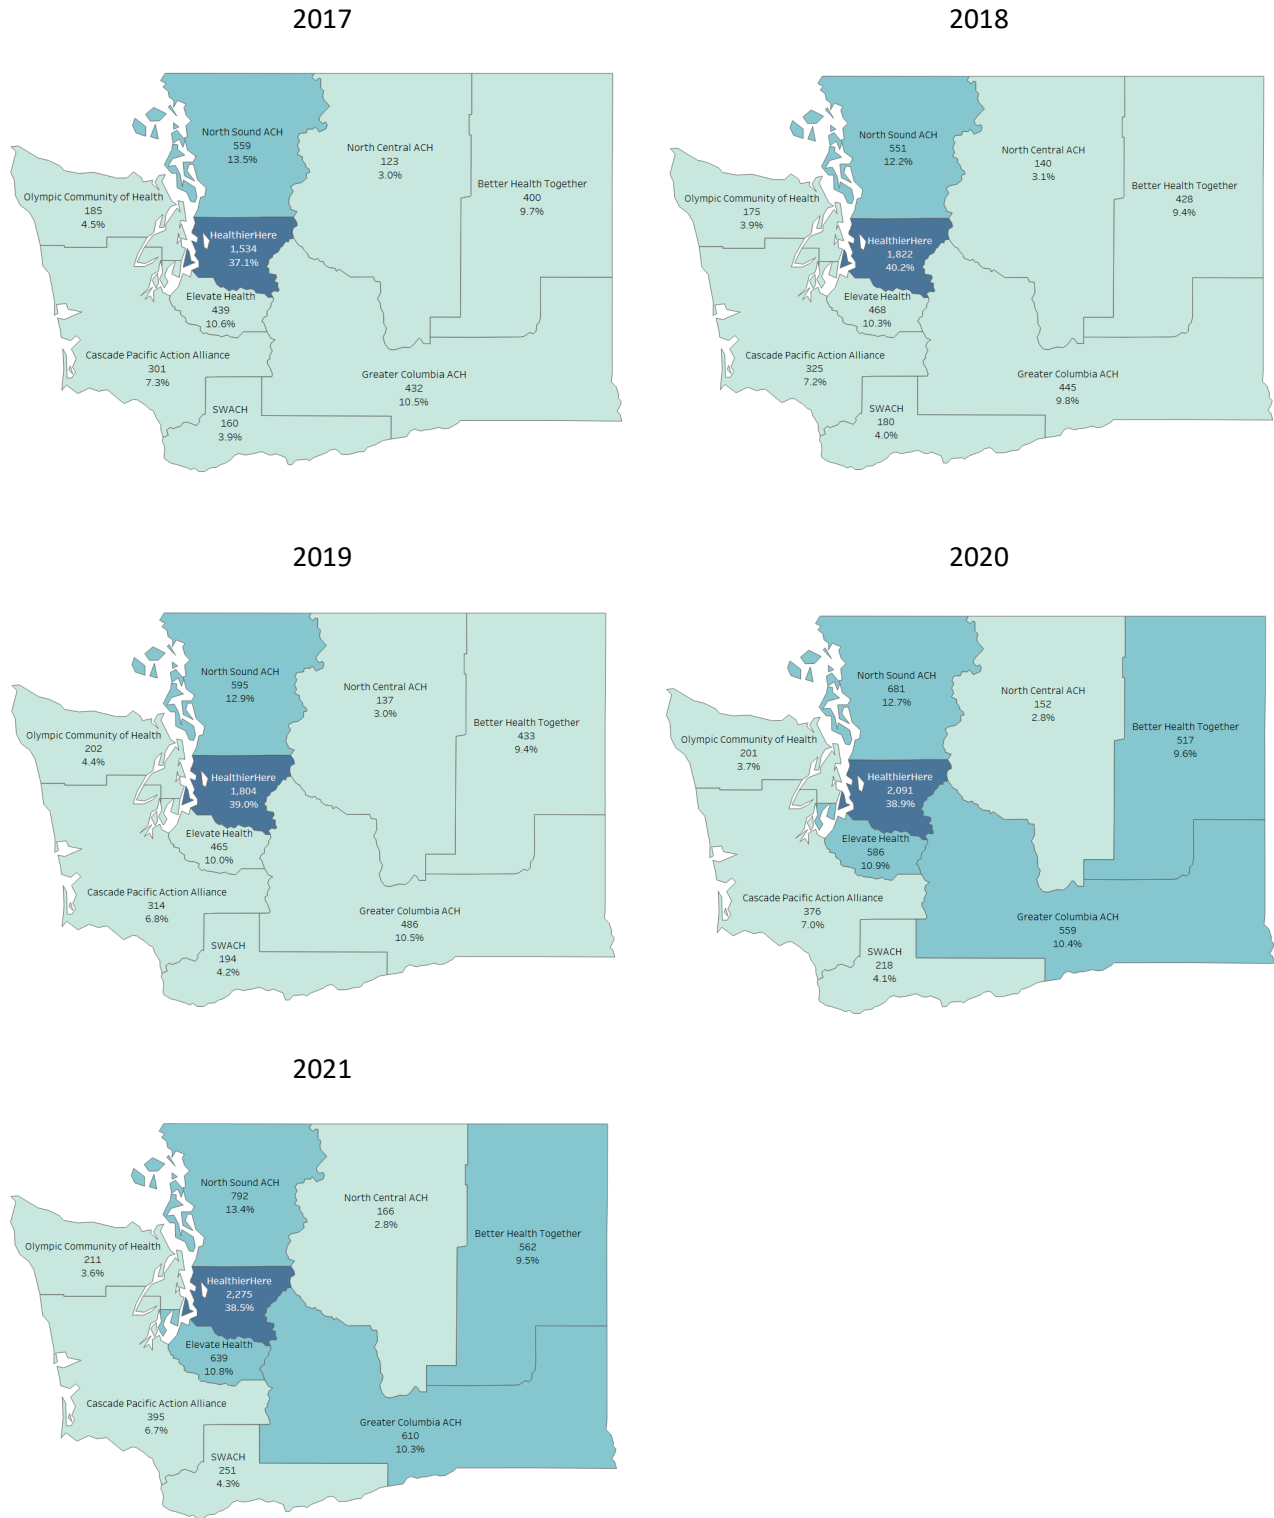 2017
North Sound ACH
559
13.5%
North Central ACH
123
3.0%
Better Health Together
400
9.7%
Olympic Community of Health
185
4.5%
HealthierHere
1,534
37.1%
Elevate Health
439
10.6%
Cascade Pacific Action Alliance
301
7.3%
Greater Columbia ACH
432
10.5%
SWACH
160
3.9%
2018
North Sound ACH
551
12.2%
North Central ACH
140
3.1%
Better Health Together
428
9.4%
Olympic Community of Health
175
3.9%
HealthierHere
1,822
40.2%
Elevate Health
468
10.3%
Cascade Pacific Action Alliance
325
7.2%
Greater Columbia ACH
445
9.8%
SWACH
180
4.0%
2019
North Sound ACH
595
12.9%
North Central ACH
137
3.0%
Better Health Together
433
9.4%
Olympic Community of Health
202
4.4%
HealthierHere
1,804
39.0%
Elevate Health
465
10.0%
Cascade Pacific Action Alliance
314
6.8%
Greater Columbia ACH
486
10.5%
SWACH
194
4.2%
2020
North Sound ACH
681
12.7%
North Central ACH
152
2.8%
Better Health Together
517
9.6%
Olympic Community of Health
201
3.7%
HealthierHere
2,091
38.9%
Elevate Health
586
10.9%
Cascade Pacific Action Alliance
376
7.0%
Greater Columbia ACH
559
10.4%
SWACH
218
4.1%
2021
North Sound ACH
792
13.4%
North Central ACH
166
2.8%
Better Health Together
562
9.5%
Olympic Community of Health
211
3.6%
HealthierHere
2,275
38.5%
Elevate Health
639
10.8%
Cascade Pacific Action Alliance
395
6.7%
Greater Columbia ACH
610
10.3%
SWACH
251
4.3%